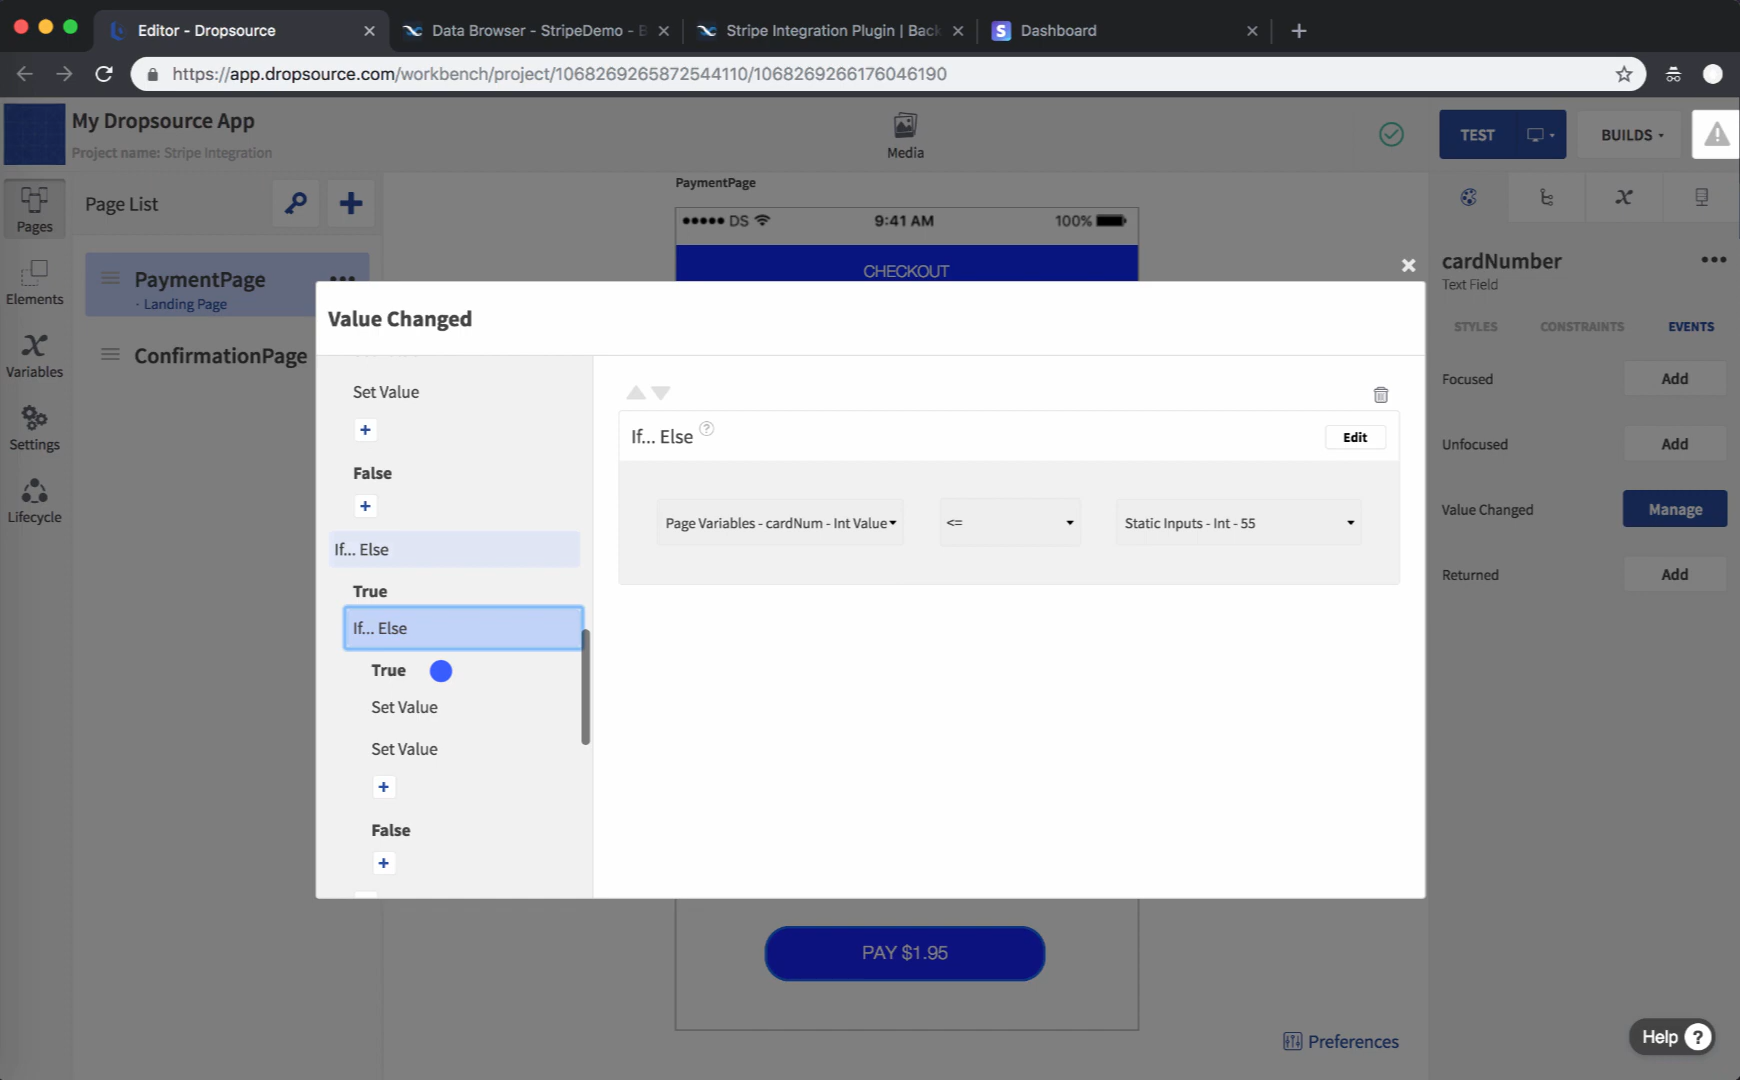 Editor - Dropsource
Data Browser - StripeDemo - B
Stripe Integration Plugin | Back
S
Dashboard
https://app.dropsource.com/workbench/project/1068269265872544110/1068269266176046190
My Dropsource App
Project name: Stripe Integration
Media
TEST
BUILDS
Pages
Elements
Variables
Settings
Lifecycle
Page List
PaymentPage
- Landing Page
ConfirmationPage
PaymentPage
DS
9:41 AM
100%
CHECKOUT
Value Changed
Set Value
+
False
+
If... Else
True
If... Else
True
Set Value
Set Value
+
False
+
If... Else ?
Edit
Page Variables - cardNum - Int Value
<=
Static Inputs - Int - 55
PAY $1.95
Preferences
cardNumber
Text Field
STYLES
CONSTRAINTS
EVENTS
Focused
Add
Unfocused
Add
Value Changed
Manage
Returned
Add
Help ?